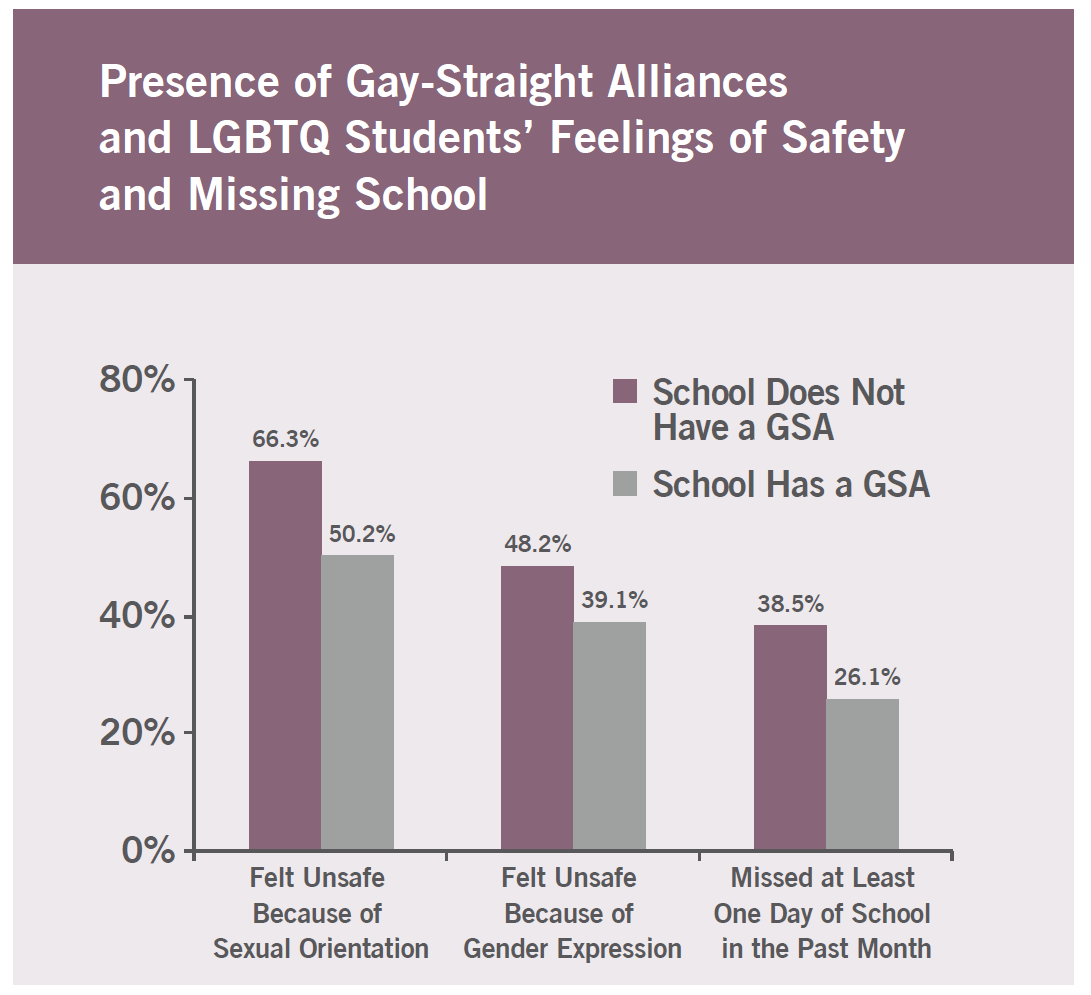 Presence of Gay-Straight Alliances
and LGBTQ Students’ Feelings of Safety
and Missing School
80%
60%
40%
20%
0%
School Does Not
Have a GSA
School Has a GSA
66.3%
50.2%
48.2%
39.1%
38.5%
26.1%
Felt Unsafe
Because of
Sexual Orientation
Felt Unsafe
Because of
Gender Expression
Missed at Least
One Day of School
in the Past Month